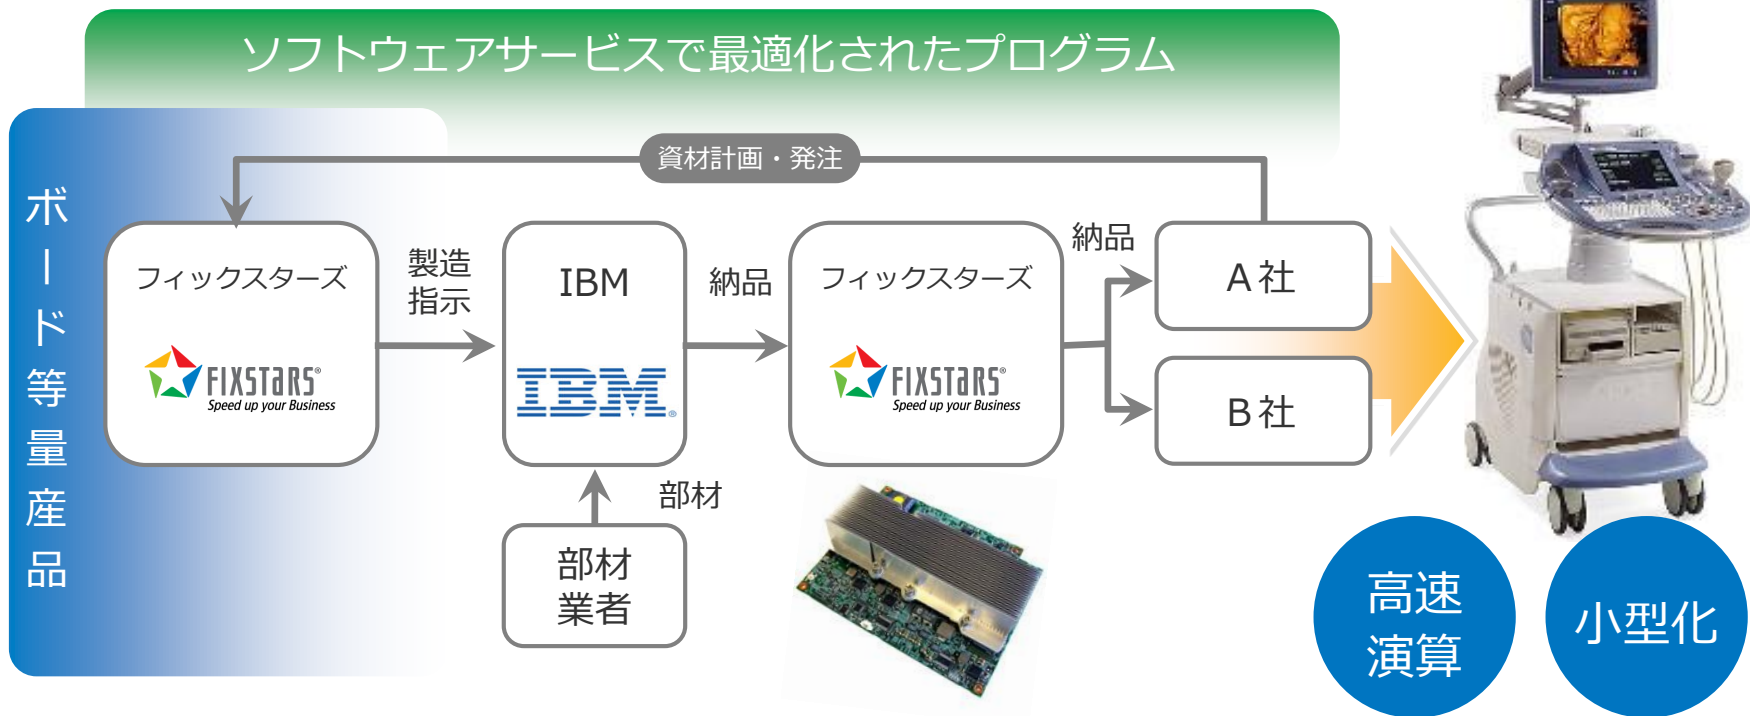 ソフトウェアサービスで最適化されたプログラム
資材計画・発注
ボード等量産品
フィックスターズ
FIXSTARS®
Speed up your Business
製造
指示
IBM
IBM®
納品
フィックスターズ
FIXSTARS®
Speed up your Business
納品
A社
B社
部材
部材
業者
高速
演算
小型化